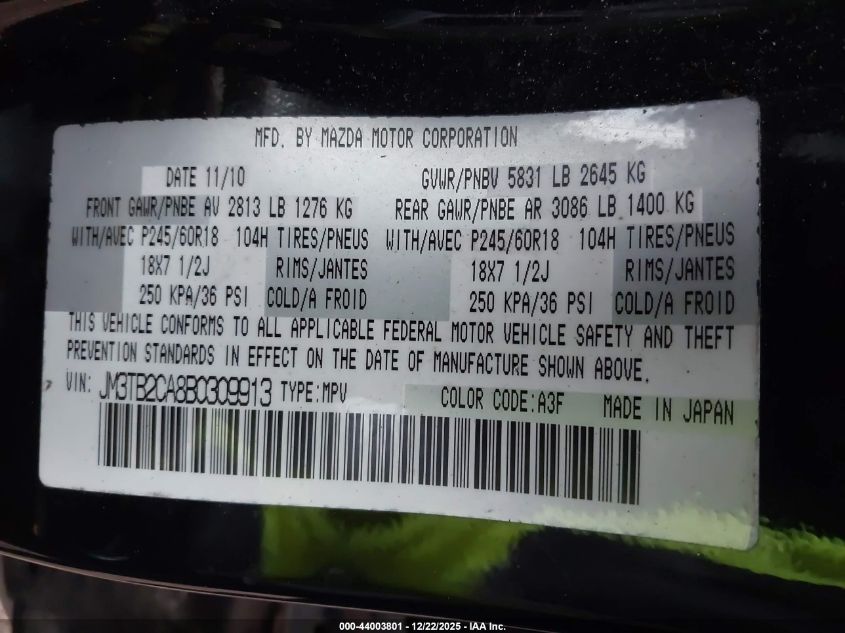 MFD. BY MAZDA MOTOR CORPORATION
DATE 11/10 GVWR/PNBV 5831 LB 2645 KG
FRONT GAWR/PNBE AV 2813 LB 1276 KG REAR GAWR/PNBE AR 3086 LB 1400 KG
WITH/AVEC P245/60R18 104H TIRES/PNEUS WITH/AVEC P245/60R18 104H TIRES/PNEUS
18X7 1/2J RIMS/JANTES 18X7 1/2J RIMS/JANTES
250 KPA/36 PSI COLD/A FROID 250 KPA/36 PSI COLD/A FROID
THIS VEHICLE CONFORMS TO ALL APPLICABLE FEDERAL MOTOR VEHICLE SAFETY AND THEFT
PREVENTION STANDARDS IN EFFECT ON THE DATE OF MANUFACTURE SHOWN ABOVE.
VIN: JM3TB2CA8B0309913 TYPE:MPV COLOR CODE:A3F MADE IN JAPAN
000-44003801 - 12/22/2025 - IAA Inc.